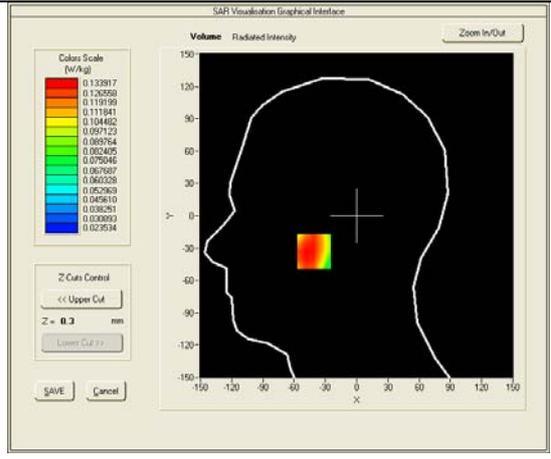 SAR Visualisation Graphical Interface
Volume Radiated Intensity
Zoom In/Out
Colors Scale
(W/kg)
0.133917
0.126558
0.119199
0.111841
0.104482
0.097123
0.089764
0.082405
0.075046
0.067687
0.060328
0.052969
0.045610
0.038251
0.030893
0.023534
Z-Cuts Control
<< Upper Cut
Z = 0.3 mm
Lower Cut >>
SAVE Cancel
150
120
90
60
30
0
-30
-60
-90
-120
-150
Y
-150 -120 -90 -60 -30 0 30 60 90 120 150
X